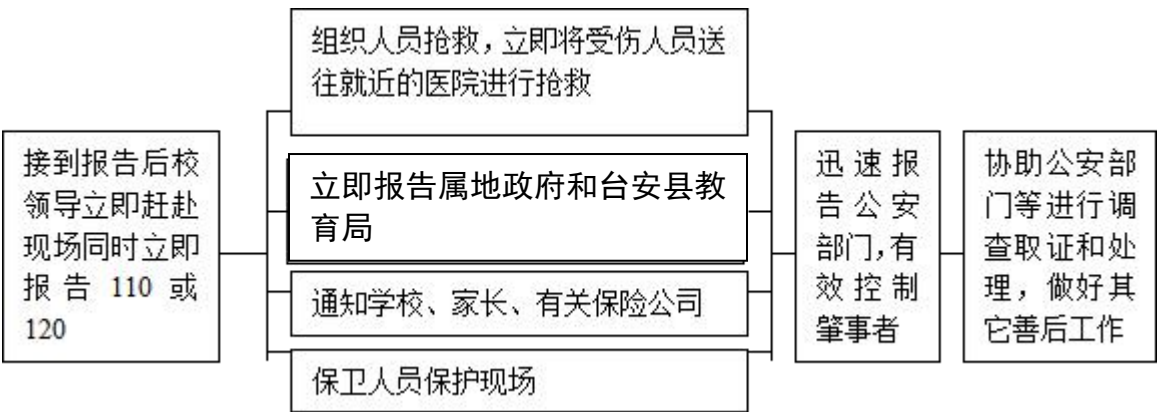 接到报告后校
领导立即赶赴
现场同时立即
报告 110 或
120
组织人员抢救，立即将受伤人员送
往就近的医院进行抢救
立即报告属地政府和台安县教
育局
通知学校、家长、有关保险公司
保卫人员保护现场
迅速报
告公安
部门，有
效控制
肇事者
协助公安部
门等进行调
查取证和处
理，做好其
它善后工作